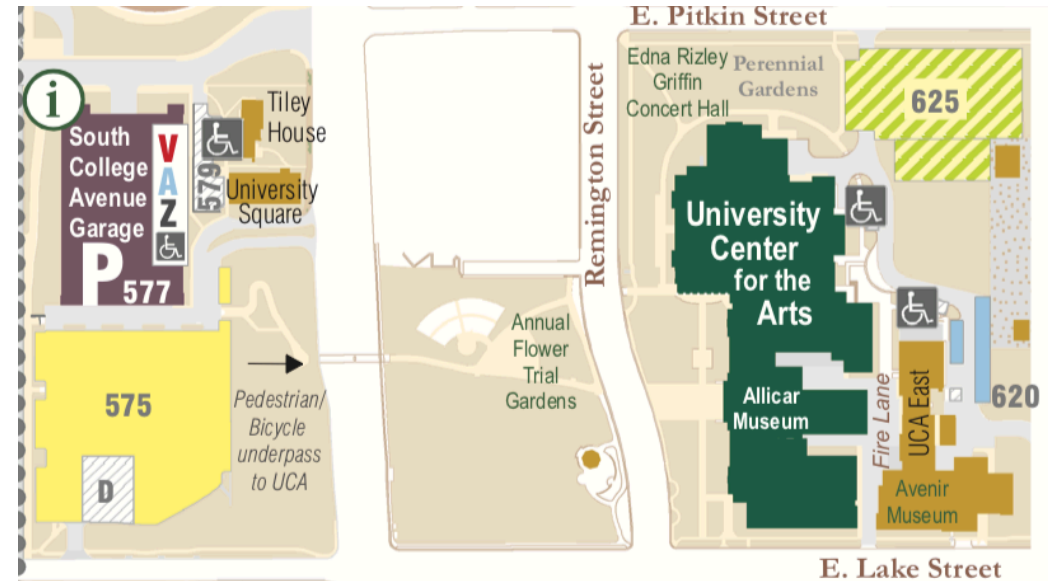 E. Pitkin Street
i
South
College
Avenue
Garage
P 577
V
A
Z
579
Tiley
House
University
Square
575
D
Pedestrian/
Bicycle
underpass
to UCA
Annual
Flower
Trial
Gardens
Remington Street
Edna Rizley
Griffin
Concert Hall
Perennial
Gardens
625
University
Center
for the
Arts
Allicar
Museum
Fire Lane
UCA East
620
Avenir
Museum
E. Lake Street